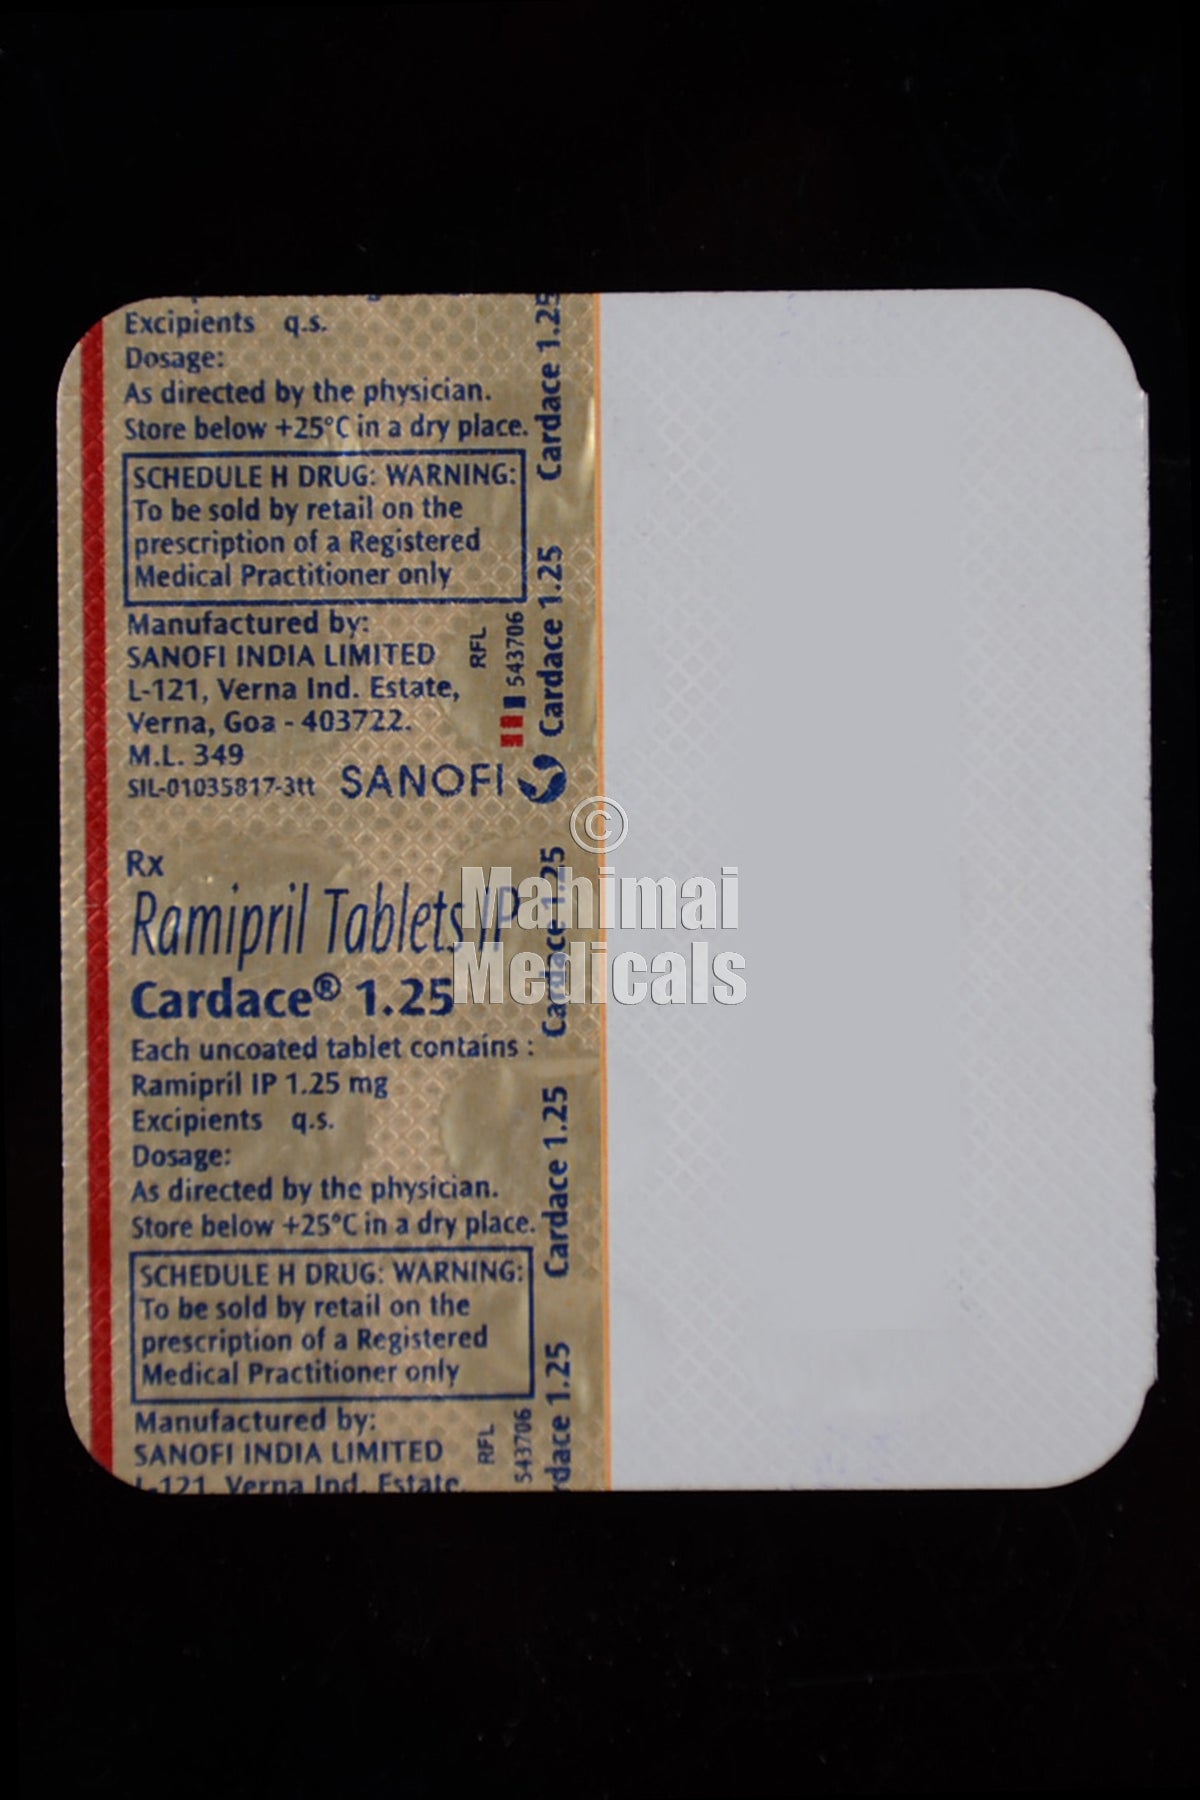 Excipients q.s.
Dosage:
As directed by the physician.
Store below +25°C in a dry place.
SCHEDULE H DRUG: WARNING:
To be sold by retail on the
prescription of a Registered
Medical Practitioner only
Manufactured by:
SANOFI INDIA LIMITED
L-121, Verna Ind. Estate,
Verna, Goa - 403722.
M.L. 349
SIL-01035817-3tt SANOFI
RFL
543706
Cardace 1.25
Cardace 1.25
Rx
Ramipril Tablets IP
Cardace® 1.25
Each uncoated tablet contains :
Ramipril IP 1.25 mg
Excipients q.s.
Dosage:
As directed by the physician.
Store below +25°C in a dry place.
SCHEDULE H DRUG: WARNING:
To be sold by retail on the
prescription of a Registered
Medical Practitioner only
Manufactured by:
SANOFI INDIA LIMITED
L-121, Verna Ind. Estate,
RFL
543706
Cardace 1.25
Cardace 1.25
rdace 1.25
©
Mahimai
Medicals